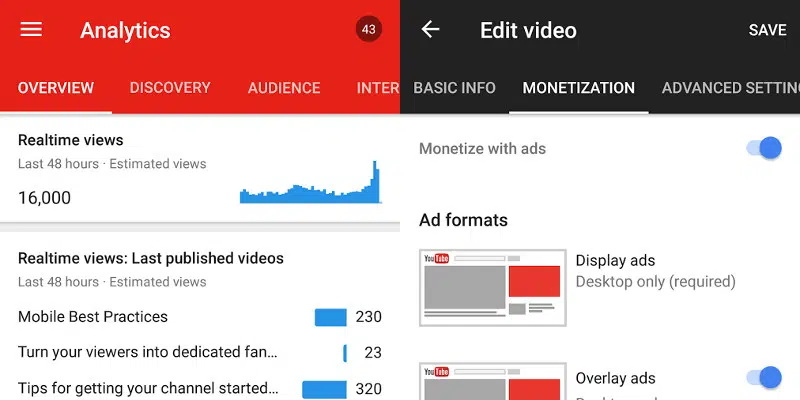 Analytics
43
OVERVIEW DISCOVERY AUDIENCE INTER
Realtime views
Last 48 hours · Estimated views
16,000
Realtime views: Last published videos
Last 48 hours · Estimated views
Mobile Best Practices 230
Turn your viewers into dedicated fan... 23
Tips for getting your channel started... 320
Edit video
SAVE
BASIC INFO MONETIZATION ADVANCED SETTIN
Monetize with ads
Ad formats
YouTube
Display ads
Desktop only (required)
YouTube
Overlay ads